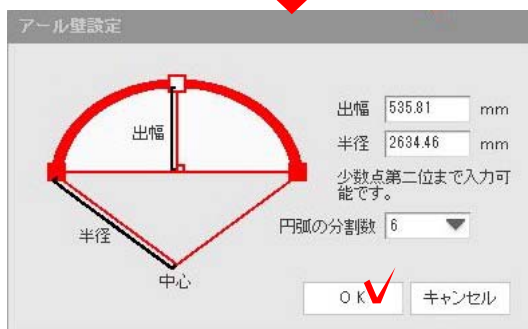 アール壁設定
出幅
半径
中心
出幅 535.81 mm
半径 2634.46 mm
少数点第二位まで入力可
能です。
円弧の分割数 6
OK キャンセル